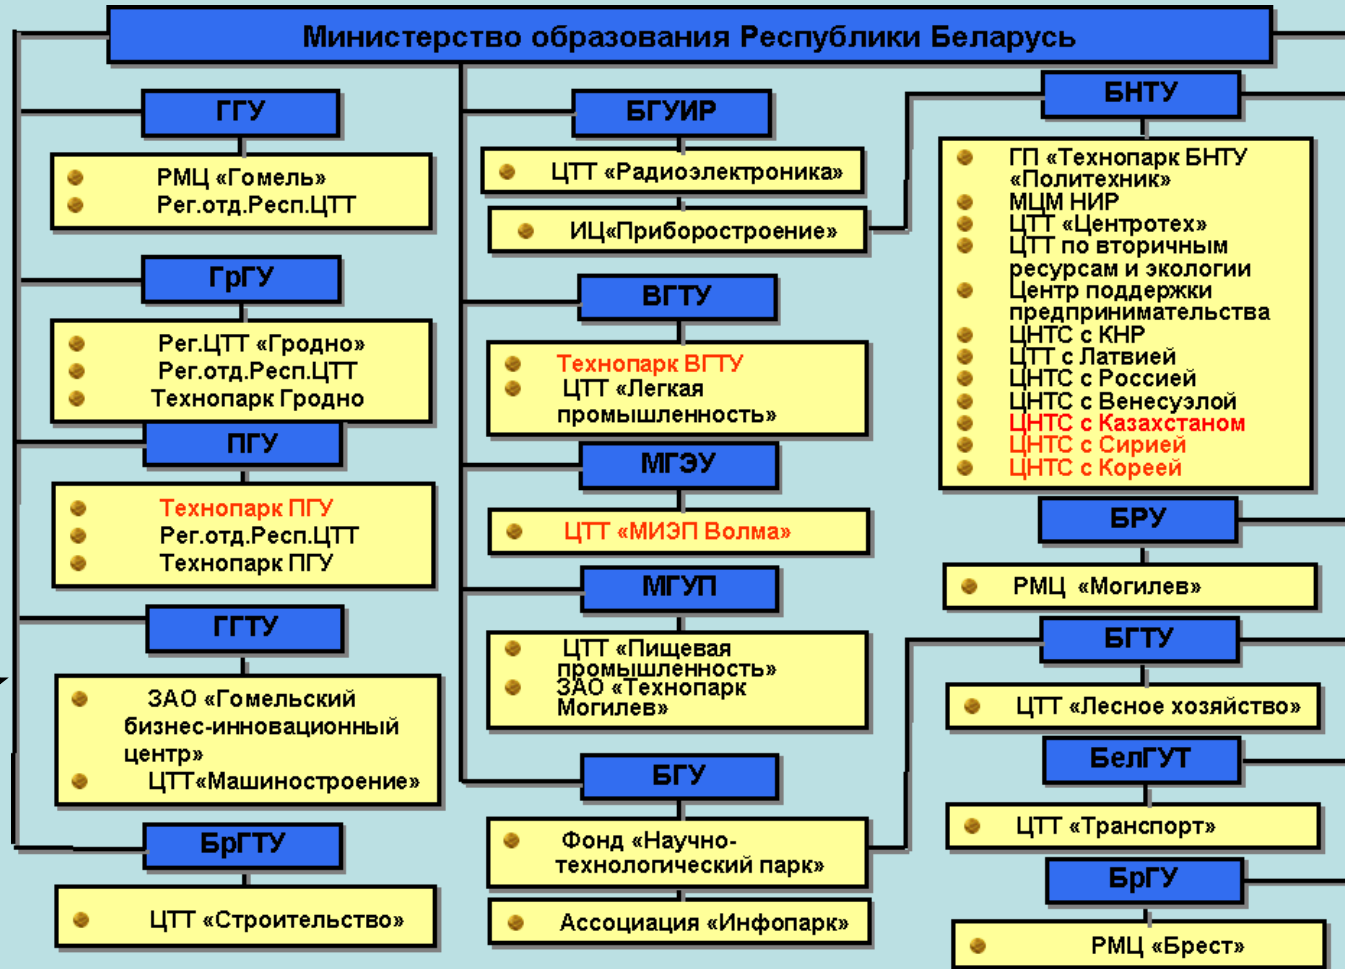 Министерство образования Республики Беларусь
ГГУ
РМЦ «Гомель»
Рег.отд.Респ.ЦТТ
ГрГУ
Рег.ЦТТ «Гродно»
Рег.отд.Респ.ЦТТ
Технопарк Гродно
ПГУ
Технопарк ПГУ
Рег.отд.Респ.ЦТТ
Технопарк ПГУ
ГГТУ
ЗАО «Гомельский
бизнес-инновационный
центр»
ЦТТ«Машиностроение»
БрГТУ
ЦТТ «Строительство»
БГУИР
ЦТТ «Радиоэлектроника»
ИЦ«Приборостроение»
ВГТУ
Технопарк ВГТУ
ЦТТ «Легкая
промышленность»
МГЭУ
ЦТТ «МИЭП Волма»
МГУП
ЦТТ «Пищевая
промышленность»
ЗАО «Технопарк
Могилев»
БГУ
Фонд «Научно-
технологический парк»
Ассоциация «Инфопарк»
БНТУ
ГП «Технопарк БНТУ
«Политехник»
МЦМ НИР
ЦТТ «Центротех»
ЦТТ по вторичным
ресурсам и экологии
Центр поддержки
предпринимательства
ЦНТС с КНР
ЦТТ с Латвией
ЦНТС с Россией
ЦНТС с Венесуэлой
ЦНТС с Казахстаном
ЦНТС с Сирией
ЦНТС с Кореей
БРУ
РМЦ «Могилев»
БГТУ
ЦТТ «Лесное хозяйство»
БелГУТ
ЦТТ «Транспорт»
БрГУ
РМЦ «Брест»